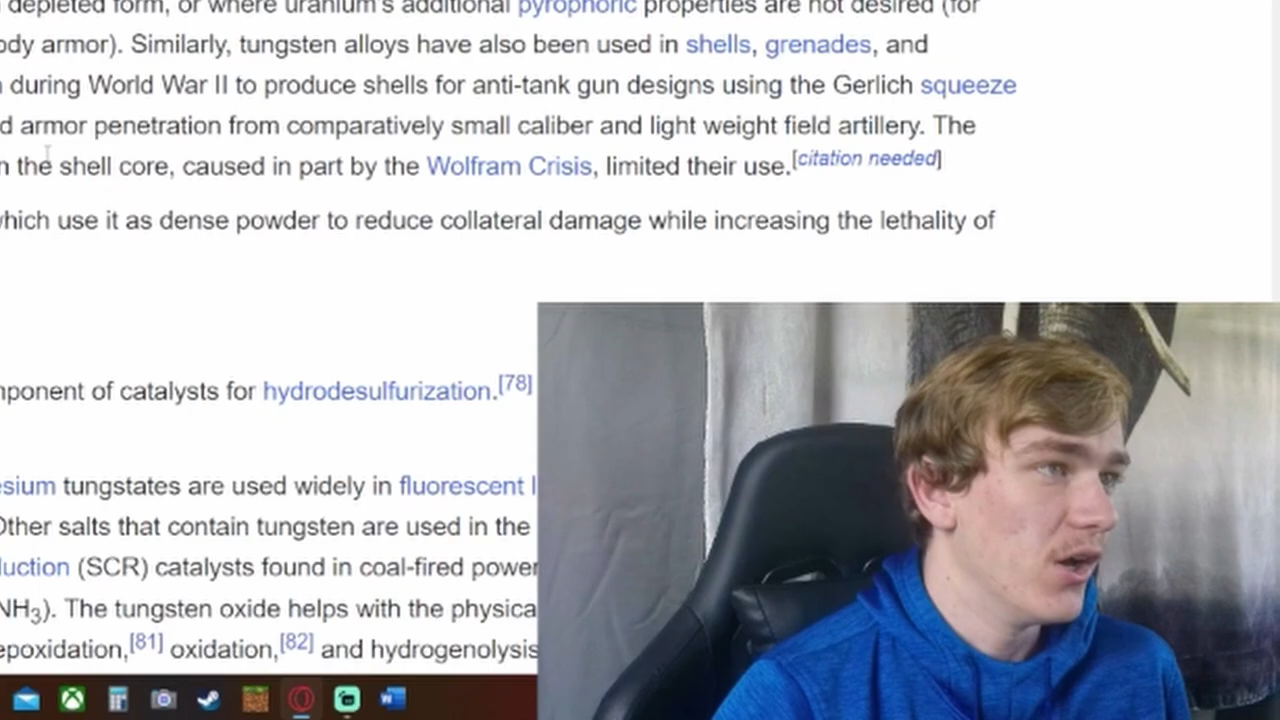 depleted form, or where uranium's additional pyrophoric properties are not desired (for
ody armor). Similarly, tungsten alloys have also been used in shells, grenades, and
during World War II to produce shells for anti-tank gun designs using the Gerlich squeeze
d armor penetration from comparatively small caliber and light weight field artillery. The
n the shell core, caused in part by the Wolfram Crisis, limited their use.[citation needed]
which use it as dense powder to reduce collateral damage while increasing the lethality of
mponent of catalysts for hydrodesulfurization.[78]
esium tungstates are used widely in fluorescent l
Other salts that contain tungsten are used in the
duction (SCR) catalysts found in coal-fired power
NH3). The tungsten oxide helps with the physica
epoxidation,[81] oxidation,[82] and hydrogenolysis